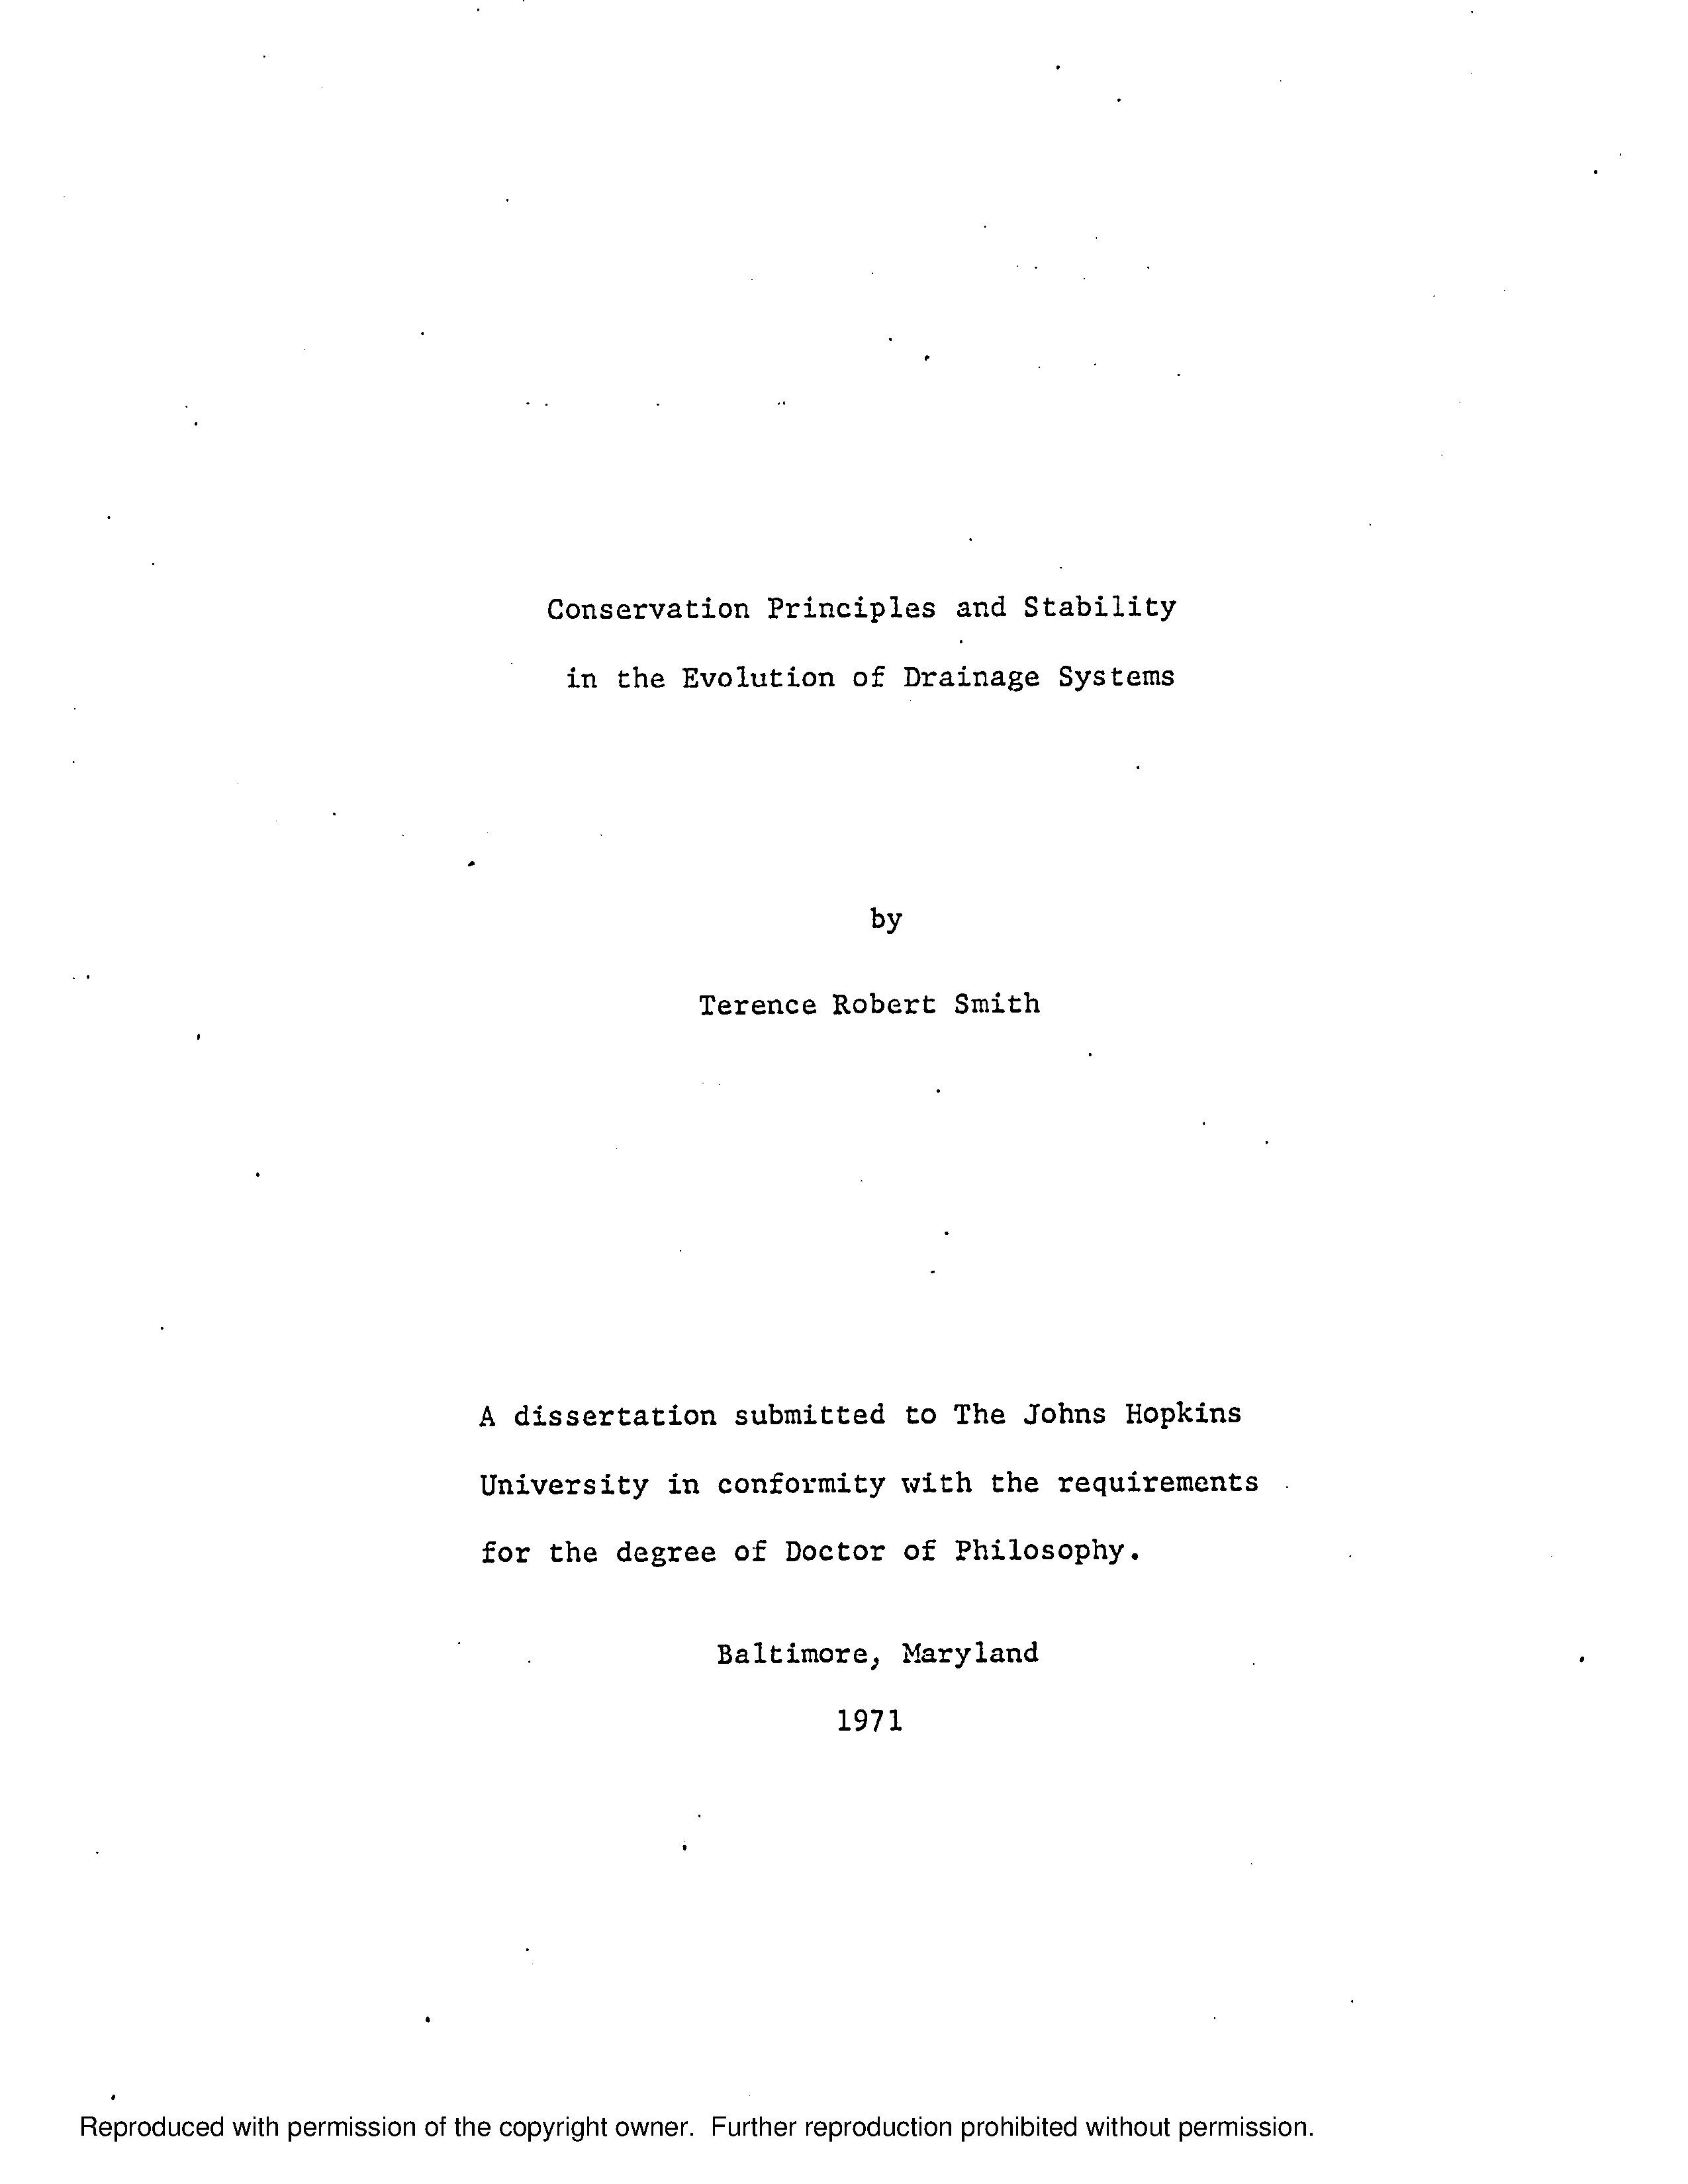 Conservation Principles and Stability
in the Evolution of Drainage Systems
by
Terence Robert Smith
A dissertation submitted to The Johns Hopkins
University in conformity with the requirements
for the degree of Doctor of Philosophy.
Baltimore, Maryland
1971
Reproduced with permission of the copyright owner.  Further reproduction prohibited without permission.